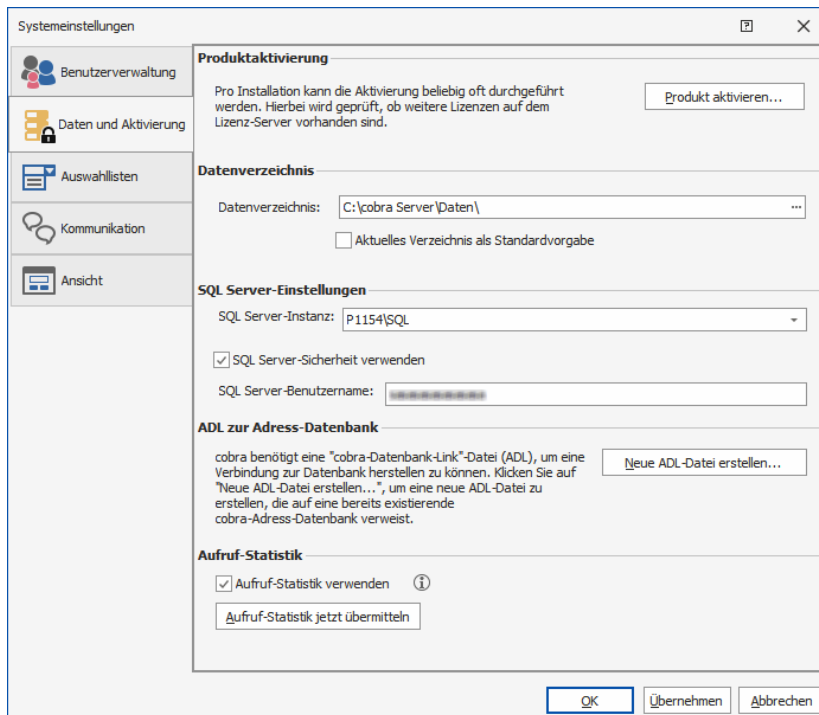 Systemeinstellungen
Benutzerverwaltung
Daten und Aktivierung
Auswahllisten
Kommunikation
Ansicht
Produktaktivierung
Pro Installation kann die Aktivierung beliebig oft durchgeführt
werden. Hierbei wird geprüft, ob weitere Lizenzen auf dem
Lizenz-Server vorhanden sind.
Produkt aktivieren...
Datenverzeichnis
Datenverzeichnis: C:\cobra Server\Daten\ ...
Aktuelles Verzeichnis als Standardvorgabe
SQL Server-Einstellungen
SQL Server-Instanz: P1154\SQL
SQL Server-Sicherheit verwenden
SQL Server-Benutzername:
ADL zur Adress-Datenbank
cobra benötigt eine "cobra-Datenbank-Link"-Datei (ADL), um eine
Verbindung zur Datenbank herstellen zu können. Klicken Sie auf
"Neue ADL-Datei erstellen...", um eine neue ADL-Datei zu
erstellen, die auf eine bereits existierende
cobra-Adress-Datenbank verweist.
Neue ADL-Datei erstellen...
Aufruf-Statistik
Aufruf-Statistik verwenden
Aufruf-Statistik jetzt übermitteln
OK
Übernehmen
Abbrechen